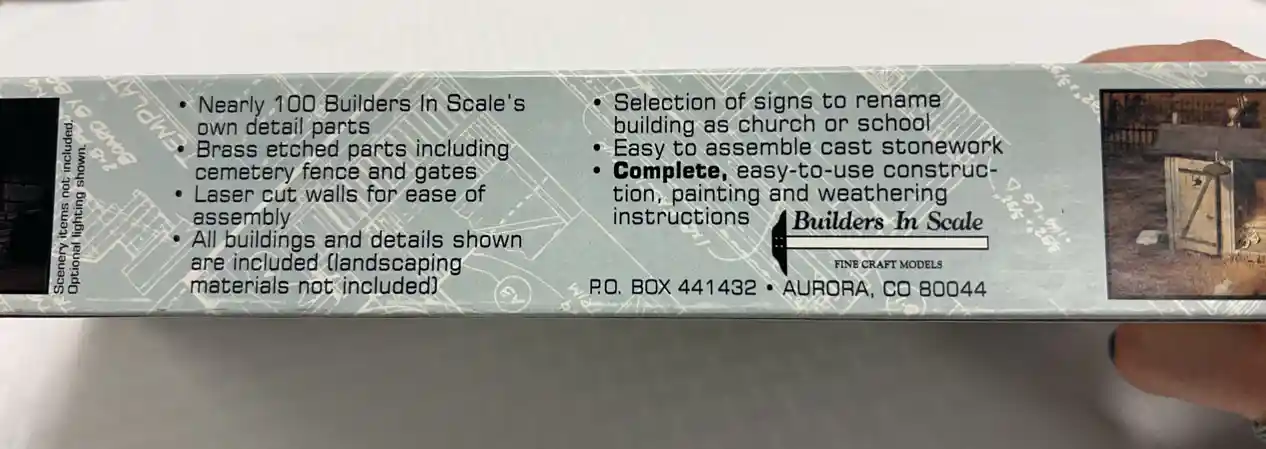 Scenery items not included.
Optional lighting shown.
• Nearly 100 Builders In Scale's
own detail parts
• Brass etched parts including
cemetery fence and gates
• Laser cut walls for ease of
assembly
• All buildings and details shown
are included (landscaping
materials not included)
• Selection of signs to rename
building as church or school
• Easy to assemble cast stonework
• Complete, easy-to-use construc-
tion, painting and weathering
instructions
Builders In Scale
FINE CRAFT MODELS
P.O. BOX 441432 • AURORA, CO 80044
TEMPLAT
A3